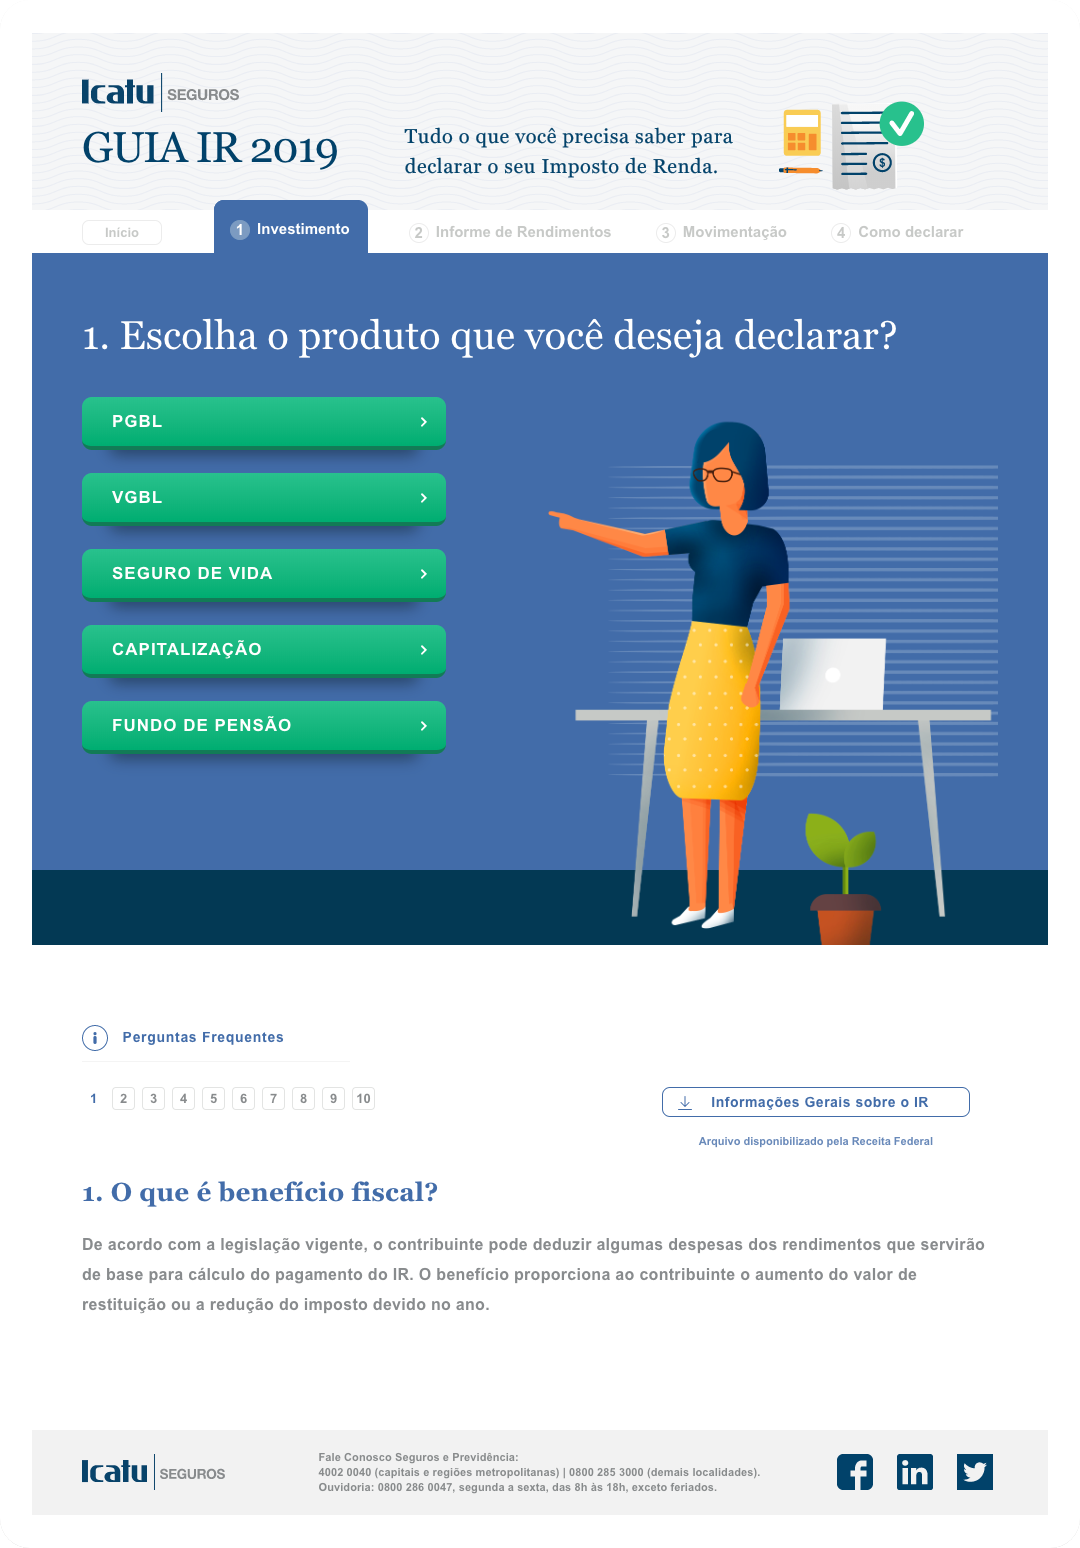 Icatu SEGUROS
GUIA IR 2019
Tudo o que você precisa saber para
declarar o seu Imposto de Renda.
$
Início
1 Investimento
2 Informe de Rendimentos
3 Movimentação
4 Como declarar
1. Escolha o produto que você deseja declarar?
PGBL
VGBL
SEGURO DE VIDA
CAPITALIZAÇÃO
FUNDO DE PENSÃO
i Perguntas Frequentes
1 2 3 4 5 6 7 8 9 10
Informações Gerais sobre o IR
Arquivo disponibilizado pela Receita Federal
1. O que é benefício fiscal?
De acordo com a legislação vigente, o contribuinte pode deduzir algumas despesas dos rendimentos que servirão
de base para cálculo do pagamento do IR. O benefício proporciona ao contribuinte o aumento do valor de
restituição ou a redução do imposto devido no ano.
Icatu SEGUROS
Fale Conosco Seguros e Previdência:
4002 0040 (capitais e regiões metropolitanas) | 0800 285 3000 (demais localidades).
Ouvidoria: 0800 286 0047, segunda a sexta, das 8h às 18h, exceto feriados.
f
in